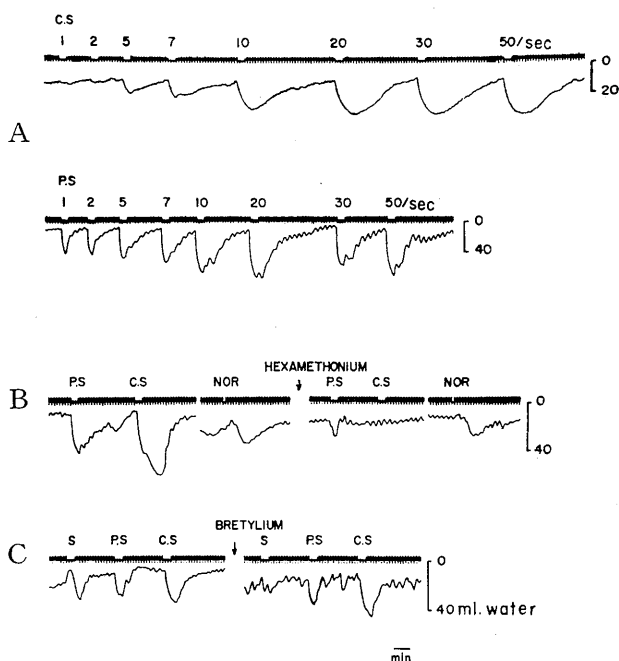 C.S
1 2 5 7 10 20 30 50/sec
0
20
A
P.S
1 2 5 7 10 20 30 50/sec
0
40
HEXAMETHONIUM
B P.S C.S NOR P.S C.S NOR
0
40
BRETYLIUM
C S P.S C.S S P.S C.S
0
40 ml. water
min